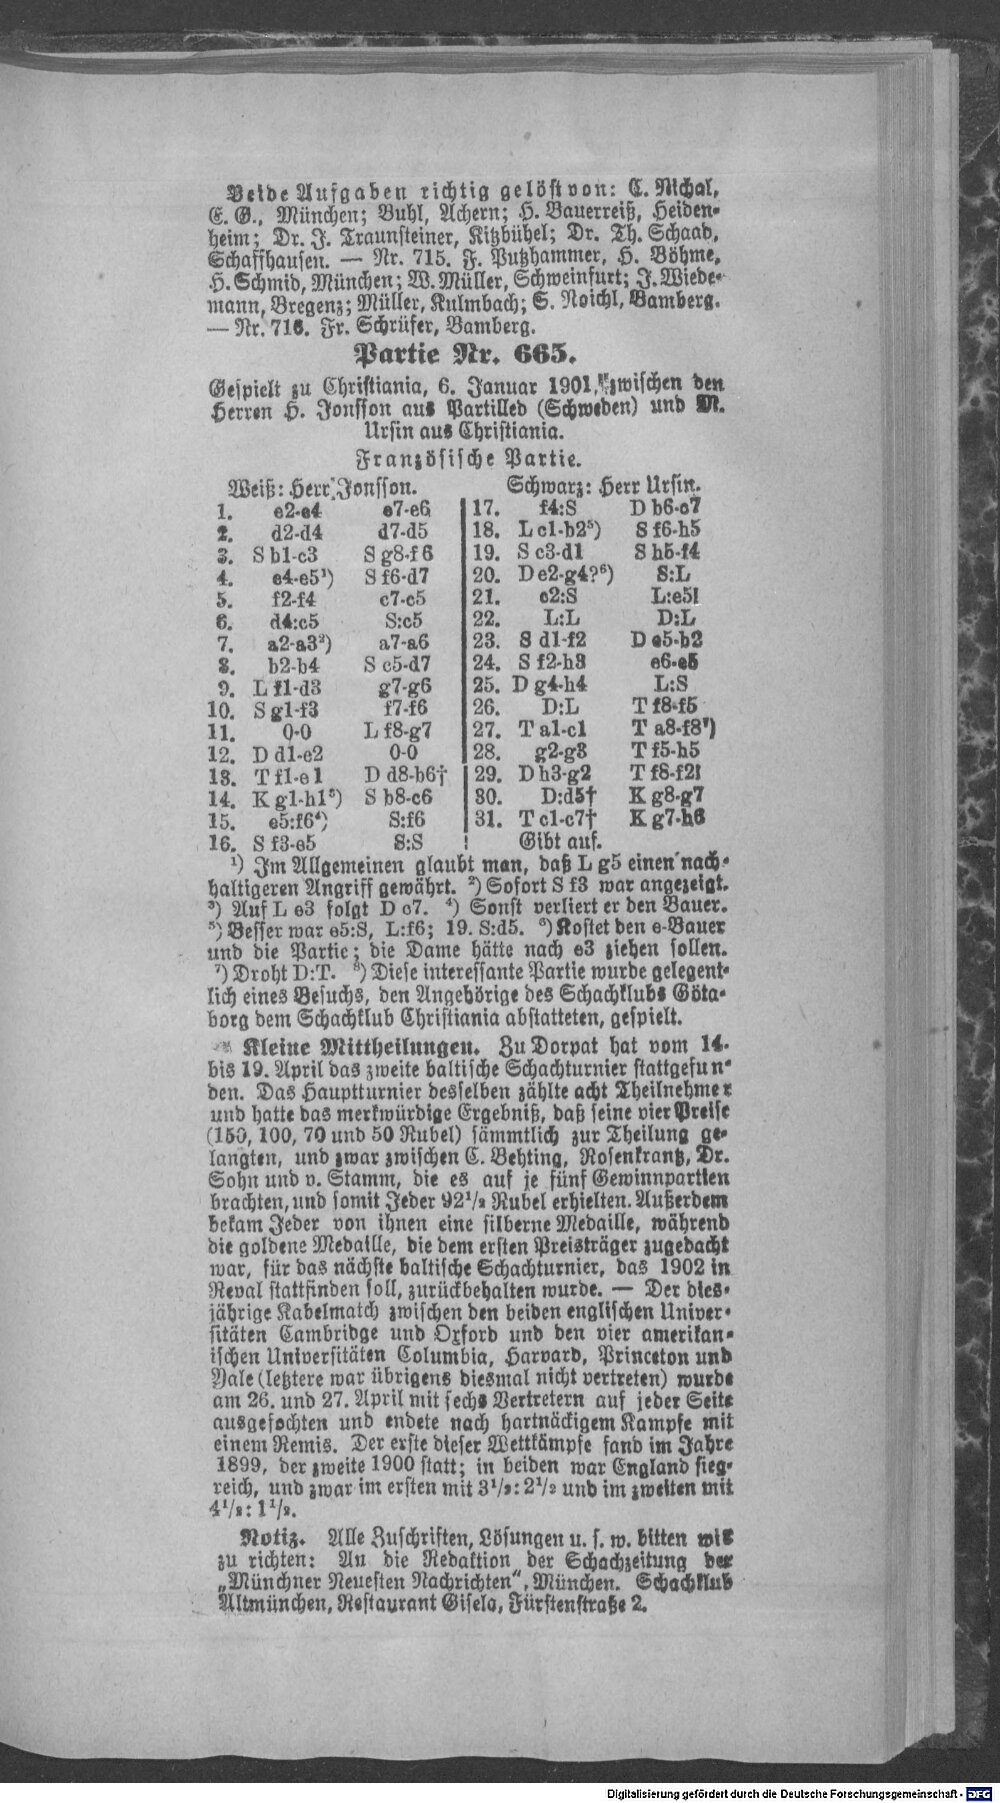 Beide Aufgaben richtig gelöst von: C. Nichal,
E. G., München; Buhl, Achern; H. Bauerreiß, Heiden-
heim; Dr. J. Traunsteiner, Kitzbühel; Dr. Th. Schaad,
Schaffhausen. — Nr. 715. F. Putzhammer, H. Böhme,
H. Schmid, München; W. Müller, Schweinfurt; J. Wiede-
mann, Bregenz; Müller, Kulmbach; S. Noichl, Bamberg.
— Nr. 716. Fr. Schrüfer, Bamberg.
Partie Nr. 665.
Gespielt zu Christiania, 6. Januar 1901, zwischen den
Herren H. Jonsson aus Partilled (Schweden) und M.
Ursin aus Christiania.
Französische Partie.
Weiß: Herr Jonsson. Schwarz: Herr Ursin.
1. e2-e4 e7-e6 17. f4:S D b6-c7
2. d2-d4 d7-d5 18. L c1-b2⁵) S f6-h5
3. S b1-c3 S g8-f6 19. S c3-d1 S h5-f4
4. e4-e5¹) S f6-d7 20. D e2-g4?⁶) S:L
5. f2-f4 c7-c5 21. c2:S L:e5!
6. d4:c5 S:c5 22. L:L D:L
7. a2-a3²) a7-a6 23. S d1-f2 D e5-b2
8. b2-b4 S c5-d7 24. S f2-h3 e6-e5
9. L f1-d3 g7-g6 25. D g4-h4 L:S
10. S g1-f3 f7-f6 26. D:L T f8-f5
11. 0-0 L f8-g7 27. T a1-c1 T a8-f8⁷)
12. D d1-e2 0-0 28. g2-g3 T f5-h5
13. T f1-e1 D d8-b6† 29. D h3-g2 T f8-f2!
14. K g1-h1³) S b8-c6 30. D:d5† K g8-g7
15. e5:f6⁴) S:f6 31. T c1-c7† K g7-h6
16. S f3-e5 S:S Gibt auf.
¹) Im Allgemeinen glaubt man, daß L g5 einen nach-
haltigeren Angriff gewährt. ²) Sofort S f3 war angezeigt.
³) Auf L e3 folgt D c7. ⁴) Sonst verliert er den Bauer.
⁵) Besser war e5:S, L:f6; 19. S:d5. ⁶) Kostet den e-Bauer
und die Partie; die Dame hätte nach e3 ziehen sollen.
⁷) Droht D:T. ⁸) Diese interessante Partie wurde gelegent-
lich eines Besuchs, den Angehörige des Schachklubs Göta-
borg dem Schachklub Christiania abstatteten, gespielt.
Kleine Mittheilungen. Zu Dorpat hat vom 14.
bis 19. April das zweite baltische Schachturnier stattgefun-
den. Das Hauptturnier desselben zählte acht Theilnehmer
und hatte das merkwürdige Ergebniß, daß seine vier Preise
(150, 100, 70 und 50 Rubel) sämmtlich zur Theilung ge-
langten, und zwar zwischen C. Behting, Rosenkrantz, Dr.
Sohn und v. Stamm, die es auf je fünf Gewinnpartien
brachten, und somit Jeder 92¹/₂ Rubel erhielten. Außerdem
bekam Jeder von ihnen eine silberne Medaille, während
die goldene Medaille, die dem ersten Preisträger zugedacht
war, für das nächste baltische Schachturnier, das 1902 in
Reval stattfinden soll, zurückbehalten wurde. — Der dies-
jährige Kabelmatch zwischen den beiden englischen Univer-
sitäten Cambridge und Oxford und den vier amerikan-
ischen Universitäten Columbia, Harvard, Princeton und
Yale (letztere war übrigens diesmal nicht vertreten) wurde
am 26. und 27. April mit sechs Vertretern auf jeder Seite
ausgefochten und endete nach hartnäckigem Kampfe mit
einem Remis. Der erste dieser Wettkämpfe fand im Jahre
1899, der zweite 1900 statt; in beiden war England sieg-
reich, und zwar im ersten mit 3¹/₂:2¹/₂ und im zweiten mit
4¹/₂:1¹/₂.
Notiz. Alle Zuschriften, Lösungen u. s. w. bitten wir
zu richten: An die Redaktion der Schachzeitung der
„Münchner Neuesten Nachrichten", München. Schachklub
Altmünchen, Restaurant Gisela, Fürstenstraße 2.
Digitalisierung gefördert durch die Deutsche Forschungsgemeinschaft - DFG